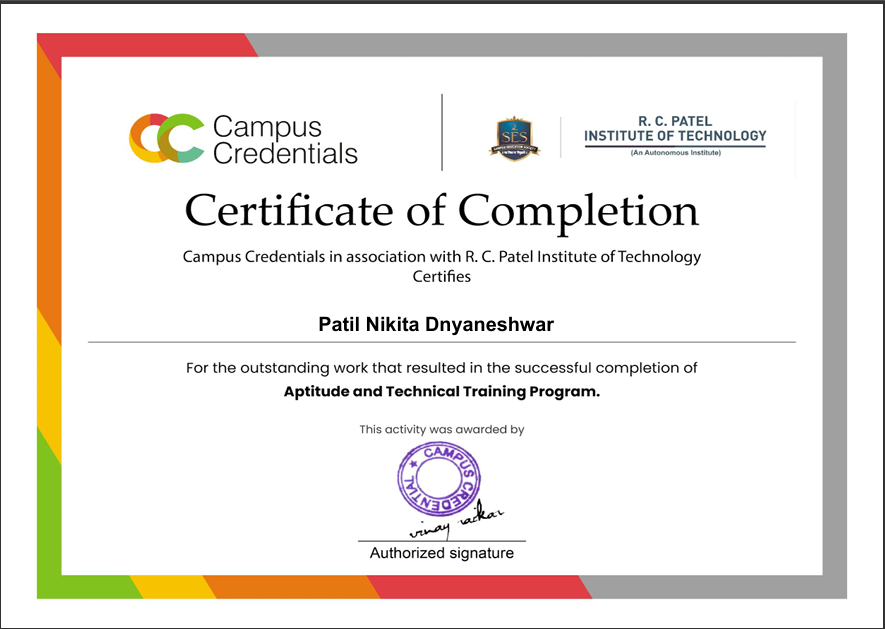 Campus
Credentials
SES
R. C. PATEL
INSTITUTE OF TECHNOLOGY
(An Autonomous Institute)
Certificate of Completion
Campus Credentials in association with R. C. Patel Institute of Technology
Certifies
Patil Nikita Dnyaneshwar
For the outstanding work that resulted in the successful completion of
Aptitude and Technical Training Program.
This activity was awarded by
CAMPUS CREDENTIAL
vinay
Authorized signature